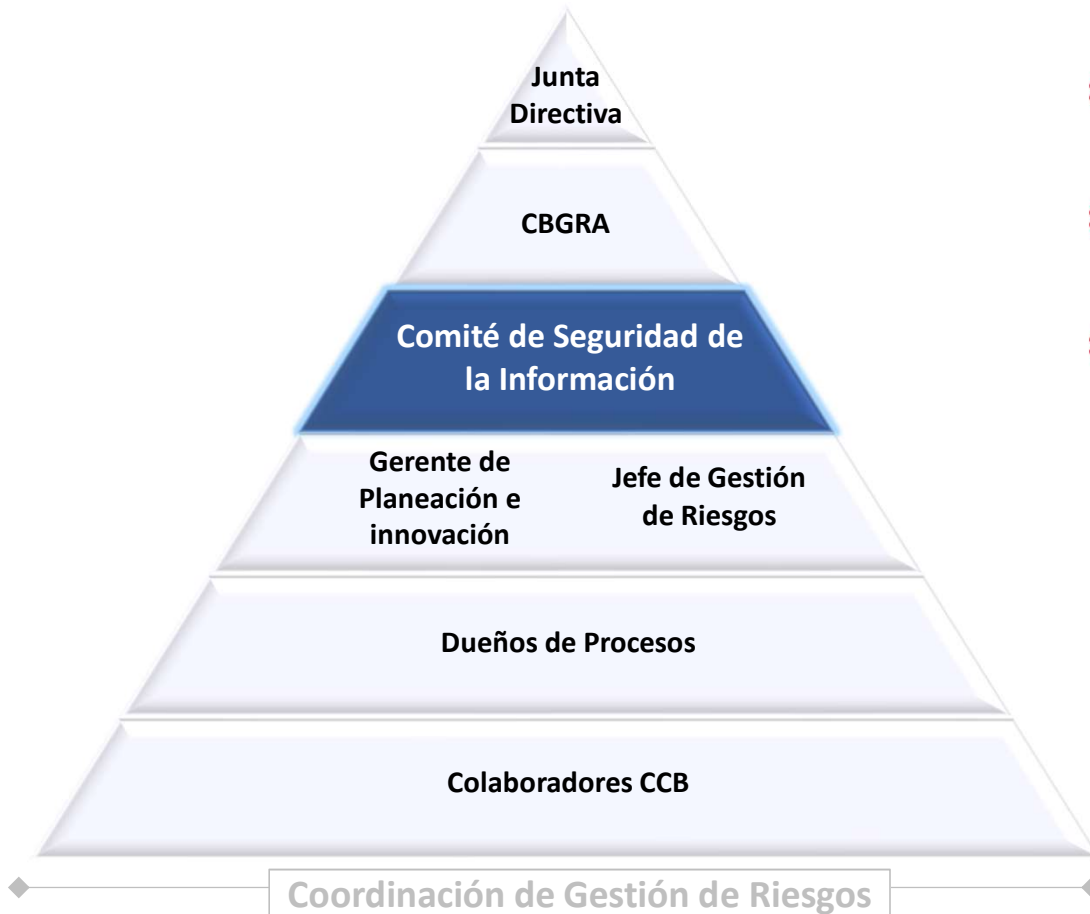 Junta
Directiva
CBGRA
Comité de Seguridad de
la Información
Gerente de
Planeación e
innovación
Jefe de Gestión
de Riesgos
Dueños de Procesos
Colaboradores CCB
Coordinación de Gestión de Riesgos